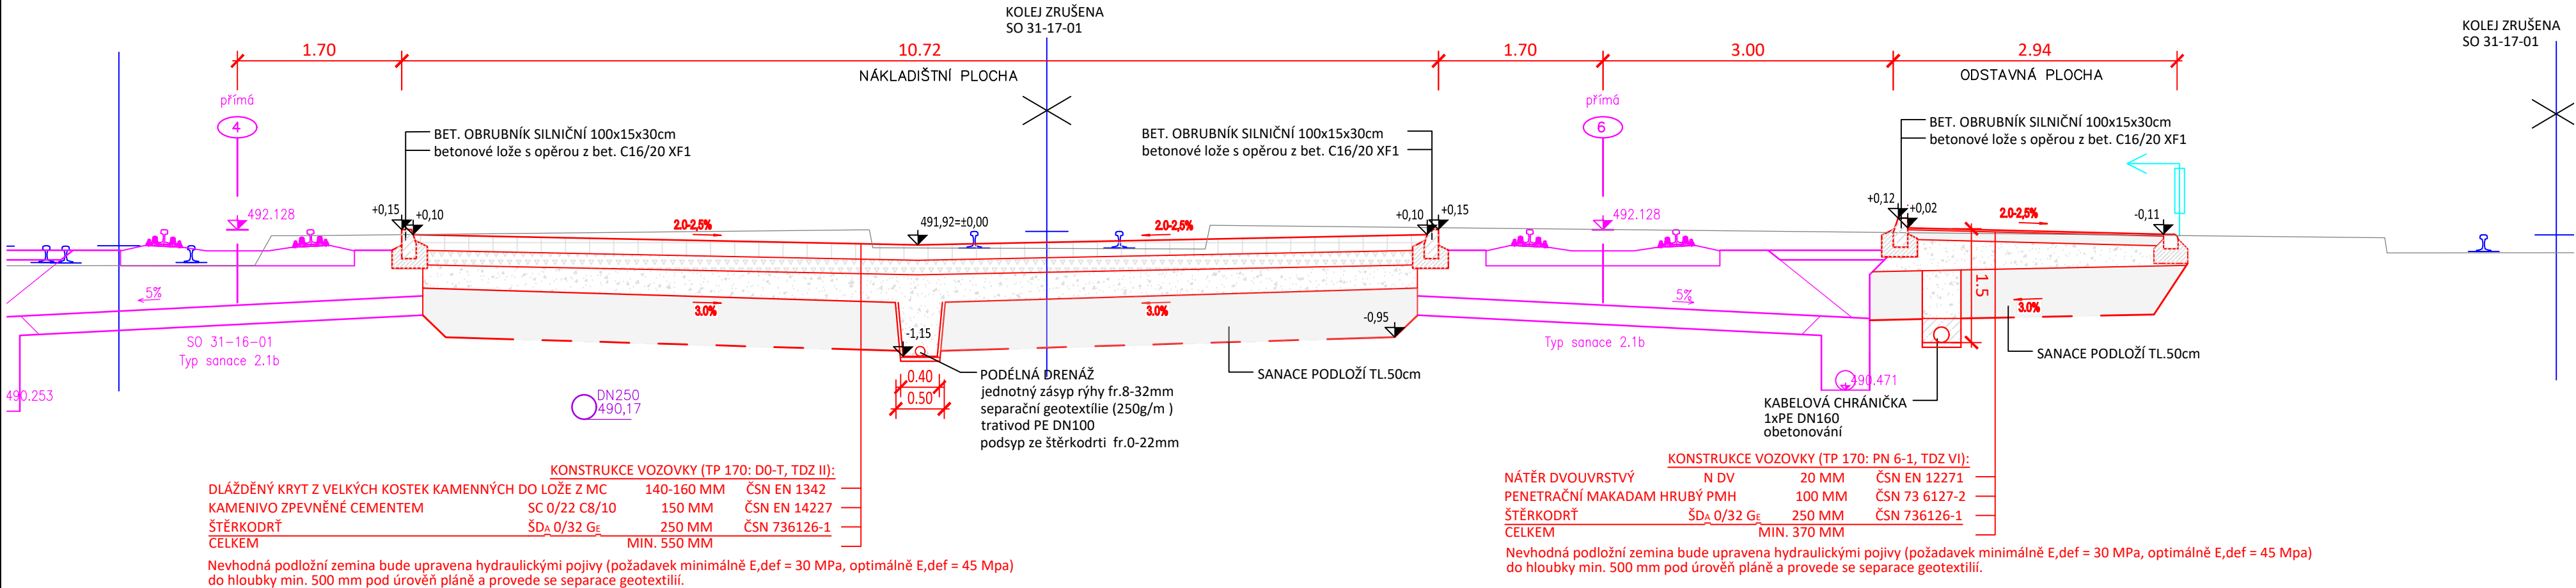 KOLEJ ZRUŠENA
SO 31-17-01
KOLEJ ZRUŠENA
SO 31-17-01
1.70
10.72
1.70
3.00
2.94
NÁKLADIŠTNÍ PLOCHA
ODSTAVNÁ PLOCHA
přímá
4
přímá
6
BET. OBRUBNÍK SILNIČNÍ 100x15x30cm
betonové lože s opěrou z bet. C16/20 XF1
BET. OBRUBNÍK SILNIČNÍ 100x15x30cm
betonové lože s opěrou z bet. C16/20 XF1
BET. OBRUBNÍK SILNIČNÍ 100x15x30cm
betonové lože s opěrou z bet. C16/20 XF1
492.128
+0,15
+0,10
2.0-2,5%
491,92=±0,00
2.0-2,5%
+0,10
+0,15
492.128
+0,12
+0,02
2.0-2,5%
-0,11
5%
3.0%
3.0%
5%
1.5
3.0%
-1,15
-0,95
SO 31-16-01
Typ sanace 2.1b
Typ sanace 2.1b
490.253
DN250
490,17
0.40
0.50
PODÉLNÁ DRENÁŽ
jednotný zásyp rýhy fr.8-32mm
separační geotextílie (250g/m )
trativod PE DN100
podsyp ze štěrkodrti fr.0-22mm
SANACE PODLOŽÍ TL.50cm
490.471
SANACE PODLOŽÍ TL.50cm
KABELOVÁ CHRÁNIČKA
1xPE DN160
obetonování
KONSTRUKCE VOZOVKY (TP 170: D0-T, TDZ II):
DLÁŽDĚNÝ KRYT Z VELKÝCH KOSTEK KAMENNÝCH DO LOŽE Z MC 140-160 MM ČSN EN 1342
KAMENIVO ZPEVNĚNÉ CEMENTEM SC 0/22 C8/10 150 MM ČSN EN 14227
ŠTĚRKODRŤ ŠDA 0/32 GE 250 MM ČSN 736126-1
CELKEM MIN. 550 MM
Nevhodná podložní zemina bude upravena hydraulickými pojivy (požadavek minimálně E,def = 30 MPa, optimálně E,def = 45 Mpa)
do hloubky min. 500 mm pod úrovéň pláně a provede se separace geotextilií.
KONSTRUKCE VOZOVKY (TP 170: PN 6-1, TDZ VI):
NÁTĚR DVOUVRSTVÝ N DV 20 MM ČSN EN 12271
PENETRAČNÍ MAKADAM HRUBÝ PMH 100 MM ČSN 73 6127-2
ŠTĚRKODRŤ ŠDA 0/32 GE 250 MM ČSN 736126-1
CELKEM MIN. 370 MM
Nevhodná podložní zemina bude upravena hydraulickými pojivy (požadavek minimálně E,def = 30 MPa, optimálně E,def = 45 Mpa)
do hloubky min. 500 mm pod úrovéň pláně a provede se separace geotextilií.